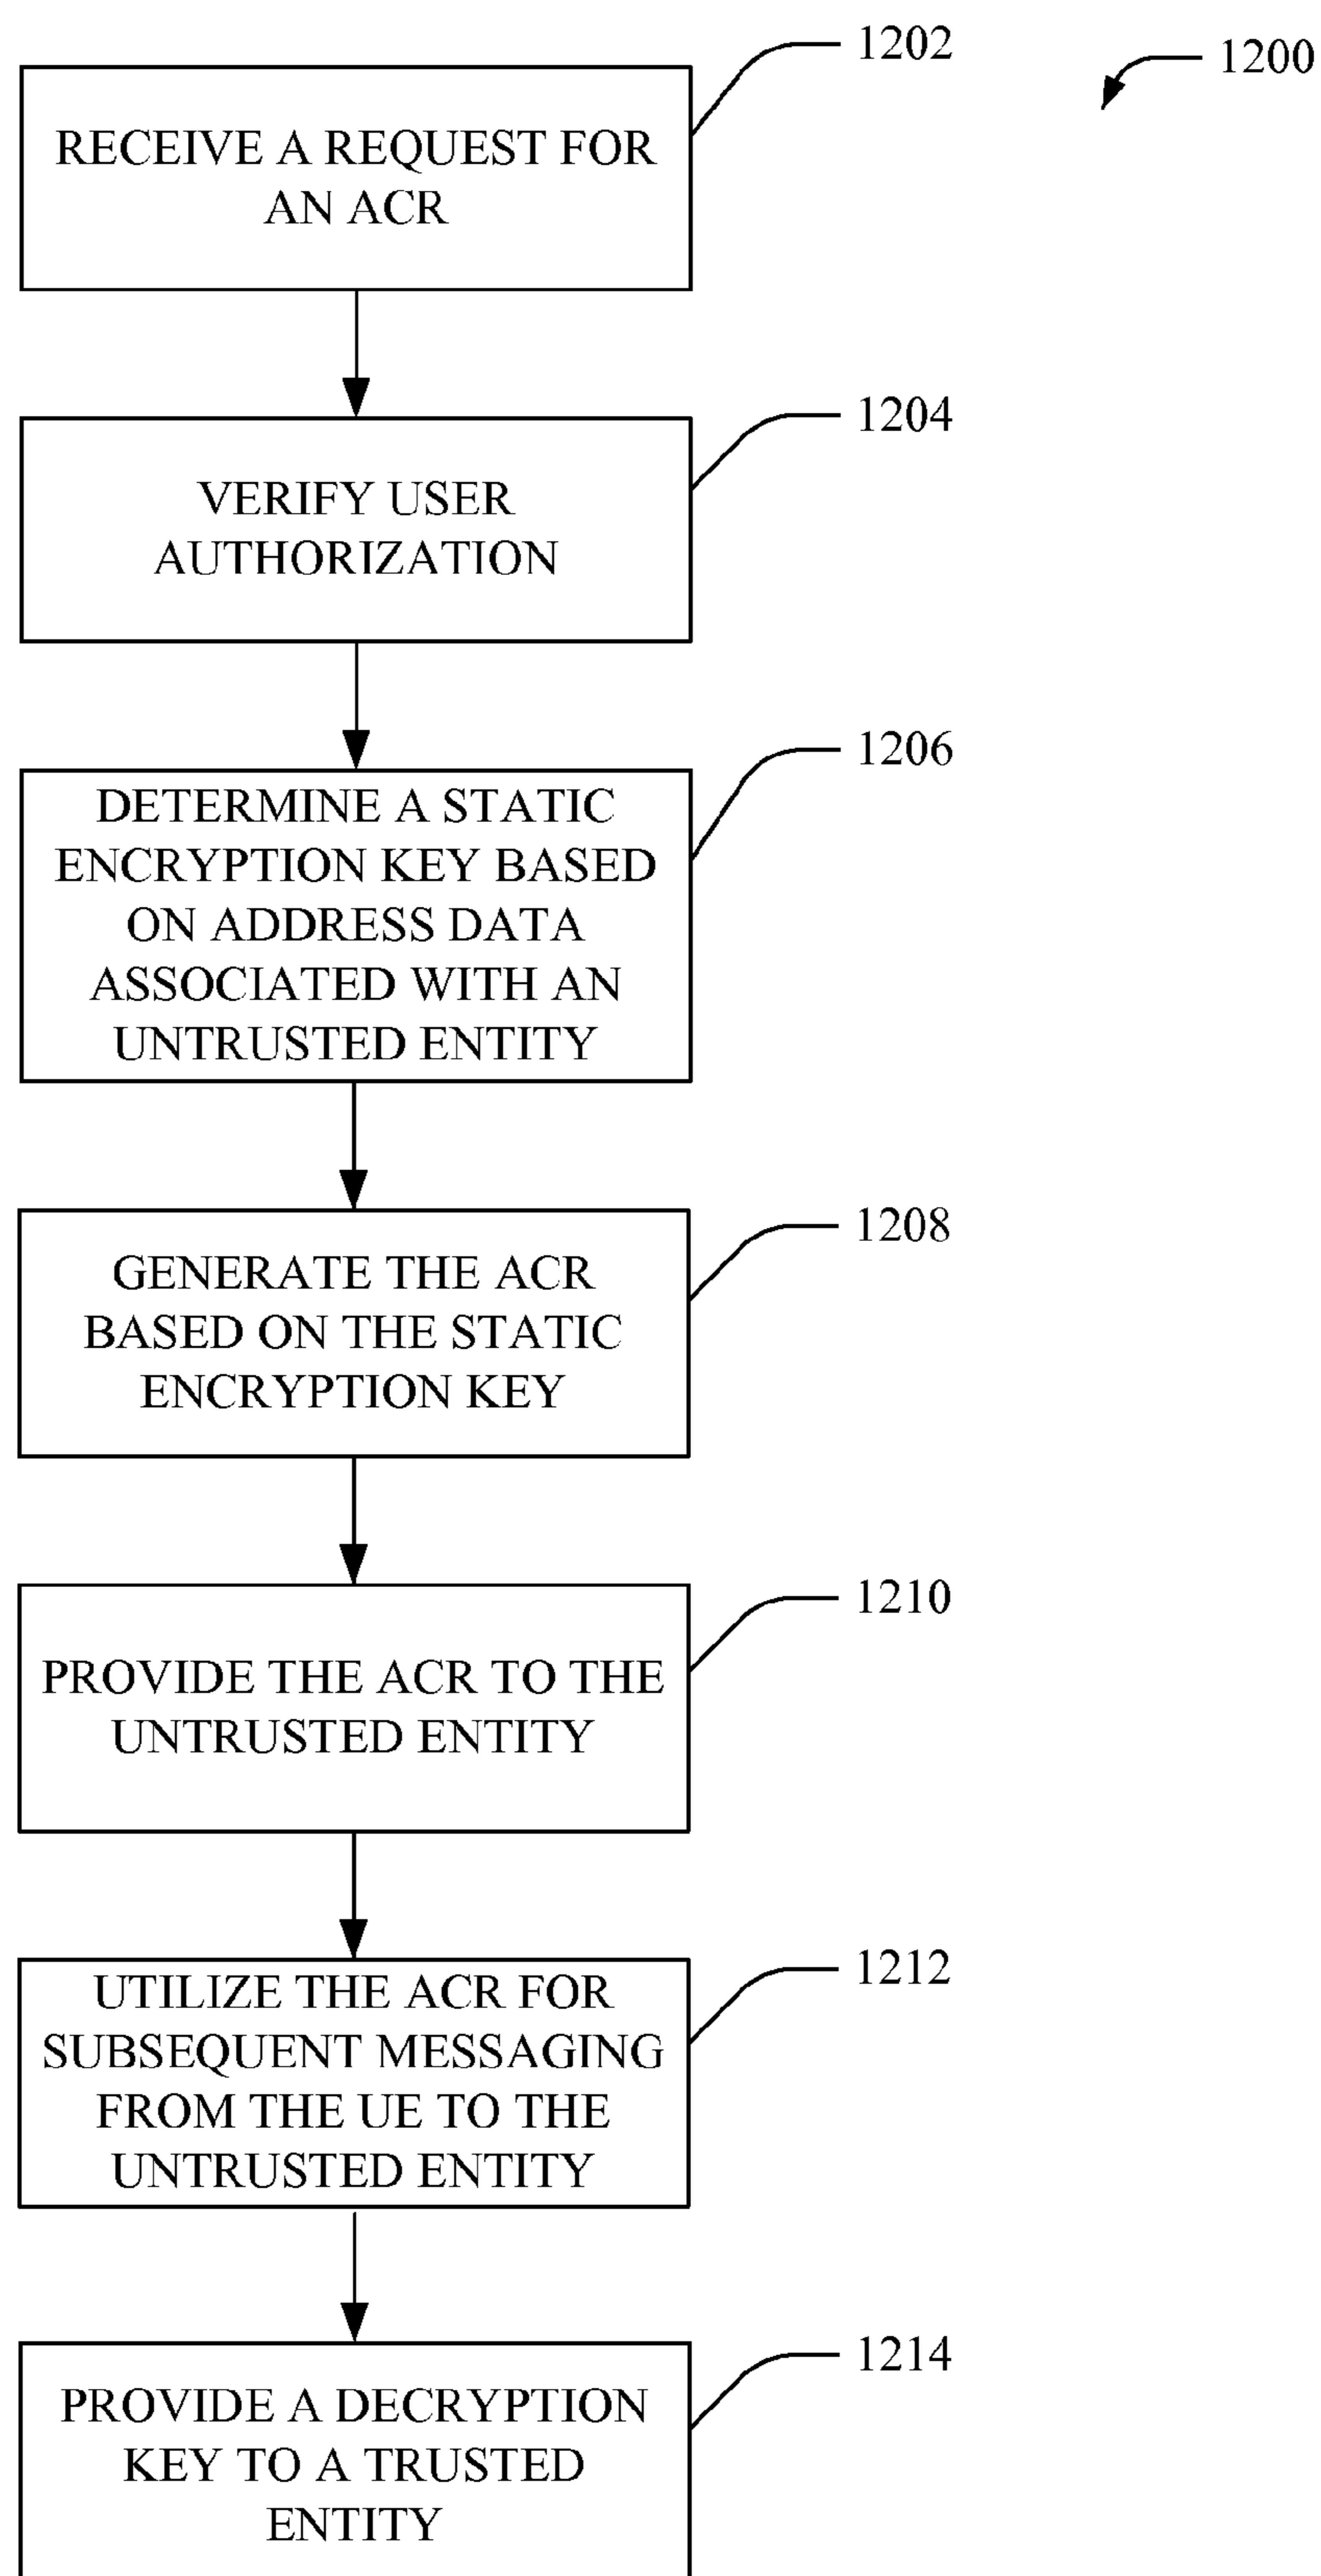 1202
1200
RECEIVE A REQUEST FOR
AN ACR
1204
VERIFY USER
AUTHORIZATION
1206
DETERMINE A STATIC
ENCRYPTION KEY BASED
ON ADDRESS DATA
ASSOCIATED WITH AN
UNTRUSTED ENTITY
1208
GENERATE THE ACR
BASED ON THE STATIC
ENCRYPTION KEY
1210
PROVIDE THE ACR TO THE
UNTRUSTED ENTITY
1212
UTILIZE THE ACR FOR
SUBSEQUENT MESSAGING
FROM THE UE TO THE
UNTRUSTED ENTITY
1214
PROVIDE A DECRYPTION
KEY TO A TRUSTED
ENTITY